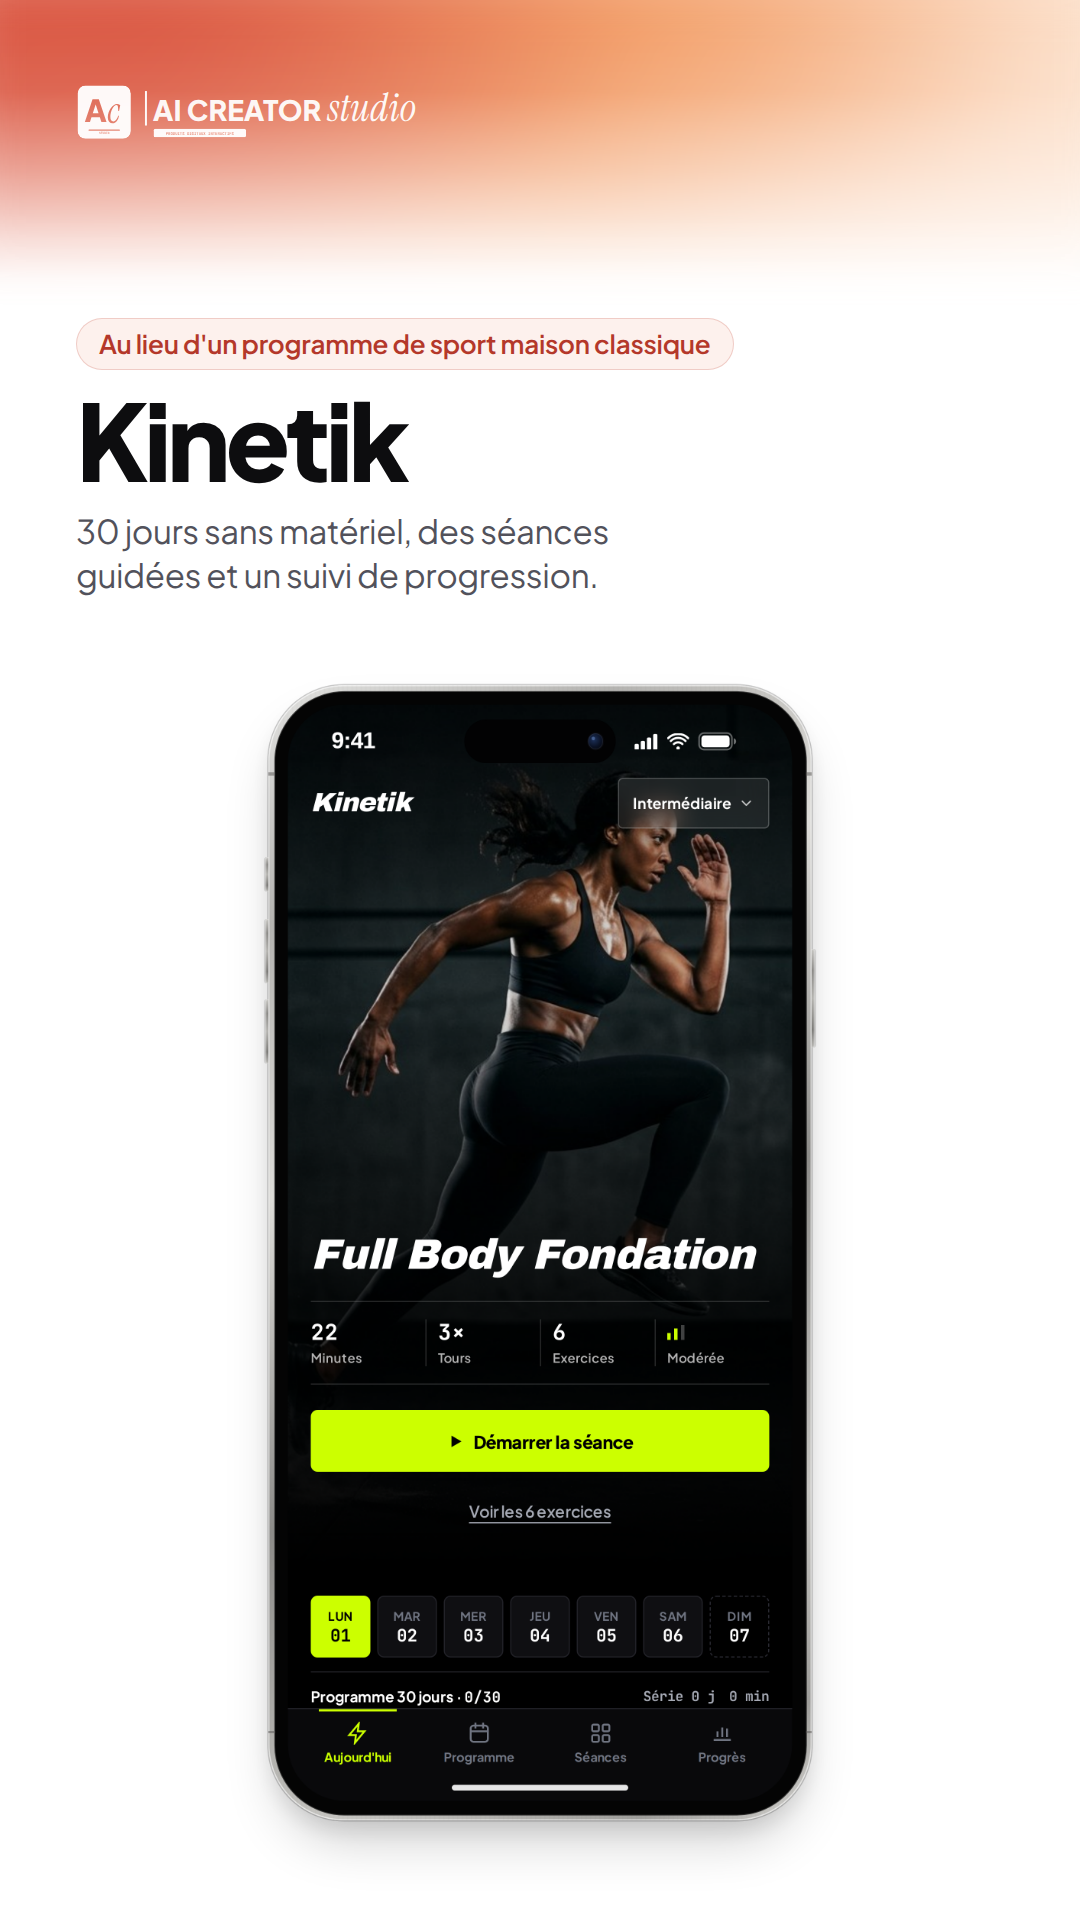 Ac
AI CREATOR studio
Au lieu d'un programme de sport maison classique
Kinetik
30 jours sans matériel, des séances
guidées et un suivi de progression.
9:41
Kinetik
Intermédiaire
Full Body Fondation
22 3× 6
Minutes Tours Exercices Modérée
Démarrer la séance
Voir les 6 exercices
LUN MAR MER JEU VEN SAM DIM
01 02 03 04 05 06 07
Programme 30 jours · 0/30 Série 0 j 0 min
Aujourd'hui Programme Séances Progrès